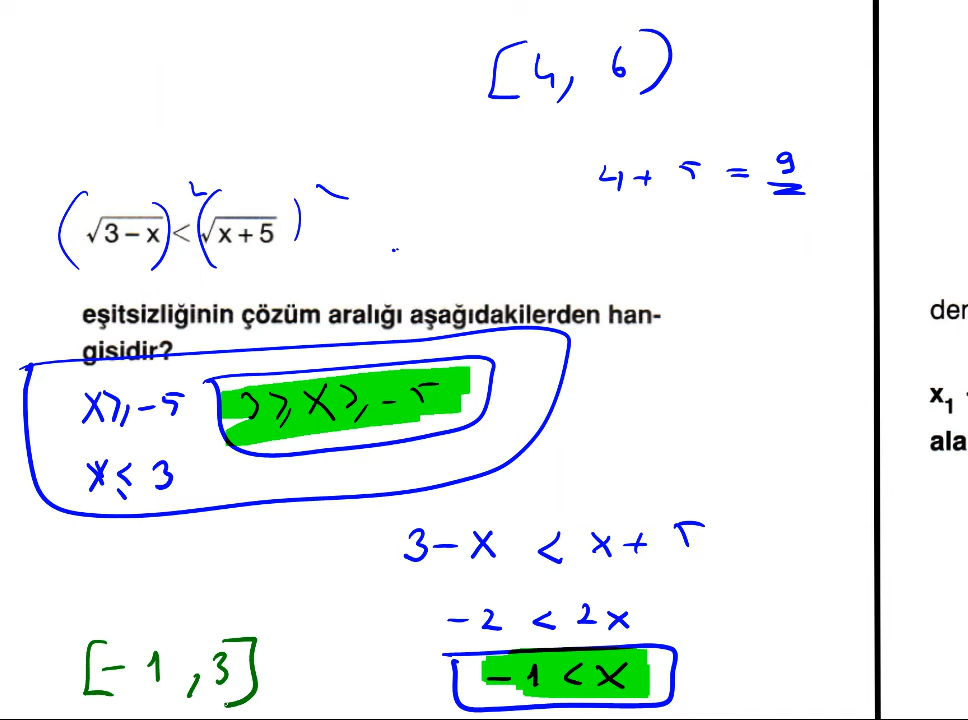 [4, 6)
4 + 5 = 9
(√3 – x)² < (√x + 5)²
eşitsizliğinin çözüm aralığı aşağıdakilerden han-
gisidir?
x ≥ -5 3 ≥ x ≥ -5
x ≤ 3
3 - x < x + 5
-2 < 2x
-1 < x
[-1, 3]
der
x₁
ala